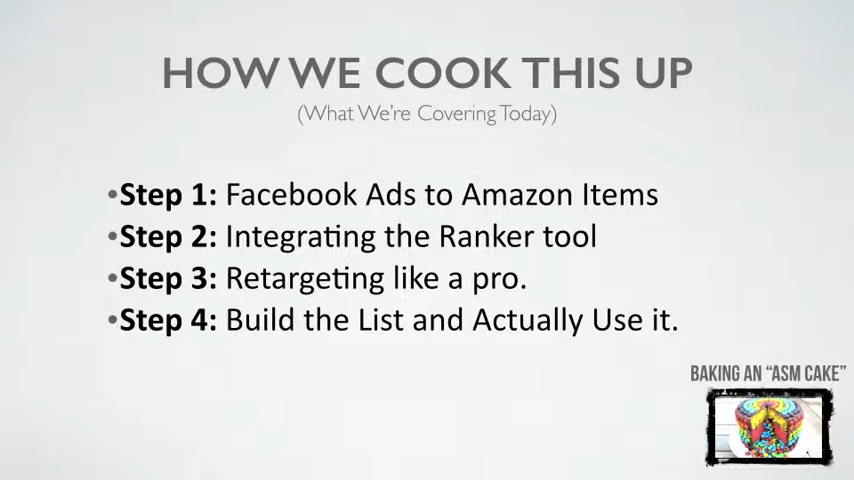 HOW WE COOK THIS UP
(What We're Covering Today)
•Step 1: Facebook Ads to Amazon Items
•Step 2: Integrating the Ranker tool
•Step 3: Retargeting like a pro.
•Step 4: Build the List and Actually Use it.
BAKING AN “ASM CAKE”